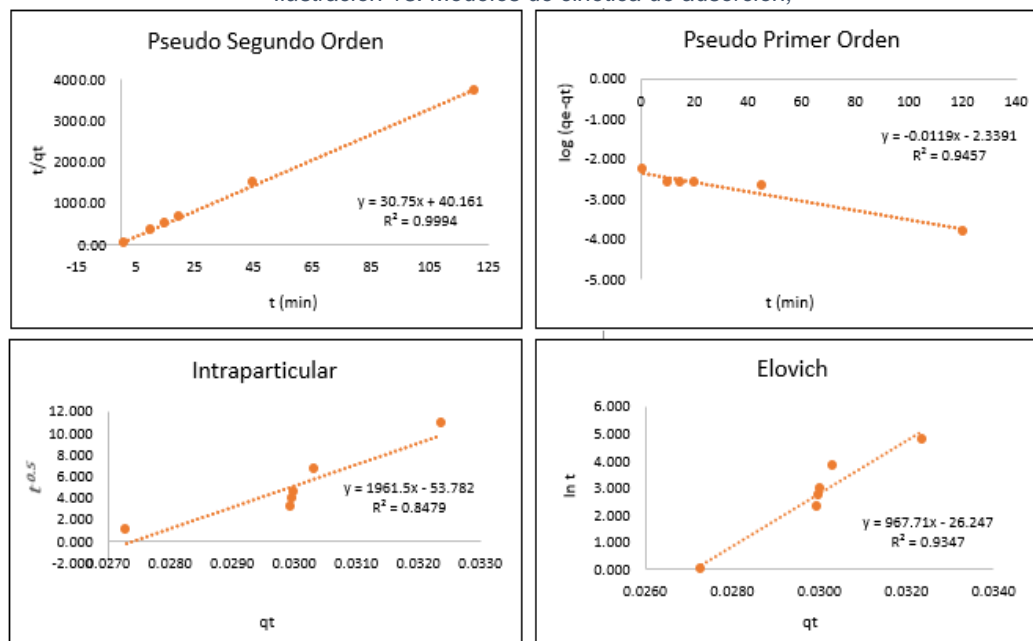 Ilustración 18. Modelos de cinética de adsorción,
Pseudo Segundo Orden
4000.00
3000.00
2000.00
1000.00
0.00
t/qt
-15 5 25 45 65 85 105 125
t (min)
y = 30.75x + 40.161
R² = 0.9994
Pseudo Primer Orden
0.000
-1.000
-2.000
-3.000
-4.000
-5.000
log (qe-qt)
0 20 40 60 80 100 120 140
y = -0.0119x - 2.3391
R² = 0.9457
t (min)
Intraparticular
12.000
10.000
8.000
6.000
4.000
2.000
0.000
-2.000
t^0.5
0.0270 0.0280 0.0290 0.0300 0.0310 0.0320 0.0330
y = 1961.5x - 53.782
R² = 0.8479
qt
Elovich
6.000
5.000
4.000
3.000
2.000
1.000
0.000
ln t
0.0260 0.0280 0.0300 0.0320 0.0340
y = 967.71x - 26.247
R² = 0.9347
qt